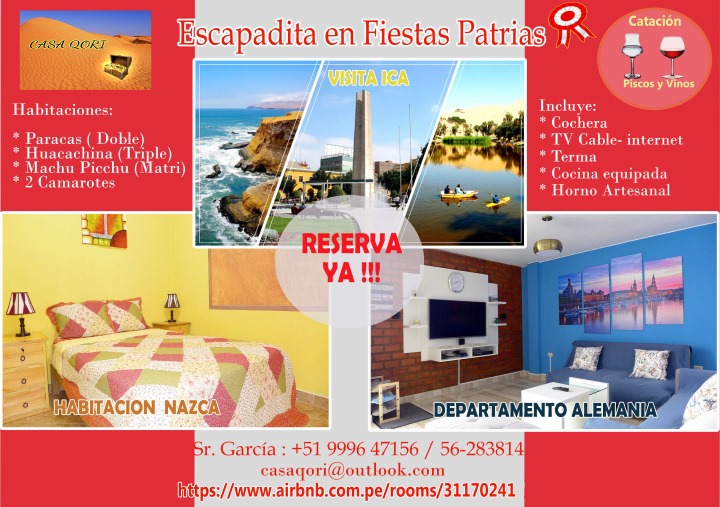 CASA QORI
Escapadita en Fiestas Patrias
Catación
Piscos y Vinos
VISITA ICA
Habitaciones:
* Paracas ( Doble)
* Huacachina (Triple)
* Machu Picchu (Matri)
* 2 Camarotes
Incluye:
* Cochera
* TV Cable- internet
* Terma
* Cocina equipada
* Horno Artesanal
RESERVA
YA !!!
HABITACION NAZCA
DEPARTAMENTO ALEMANIA
Sr. García : +51 9996 47156 / 56-283814
casaqori@outlook.com
https://www.airbnb.com.pe/rooms/31170241